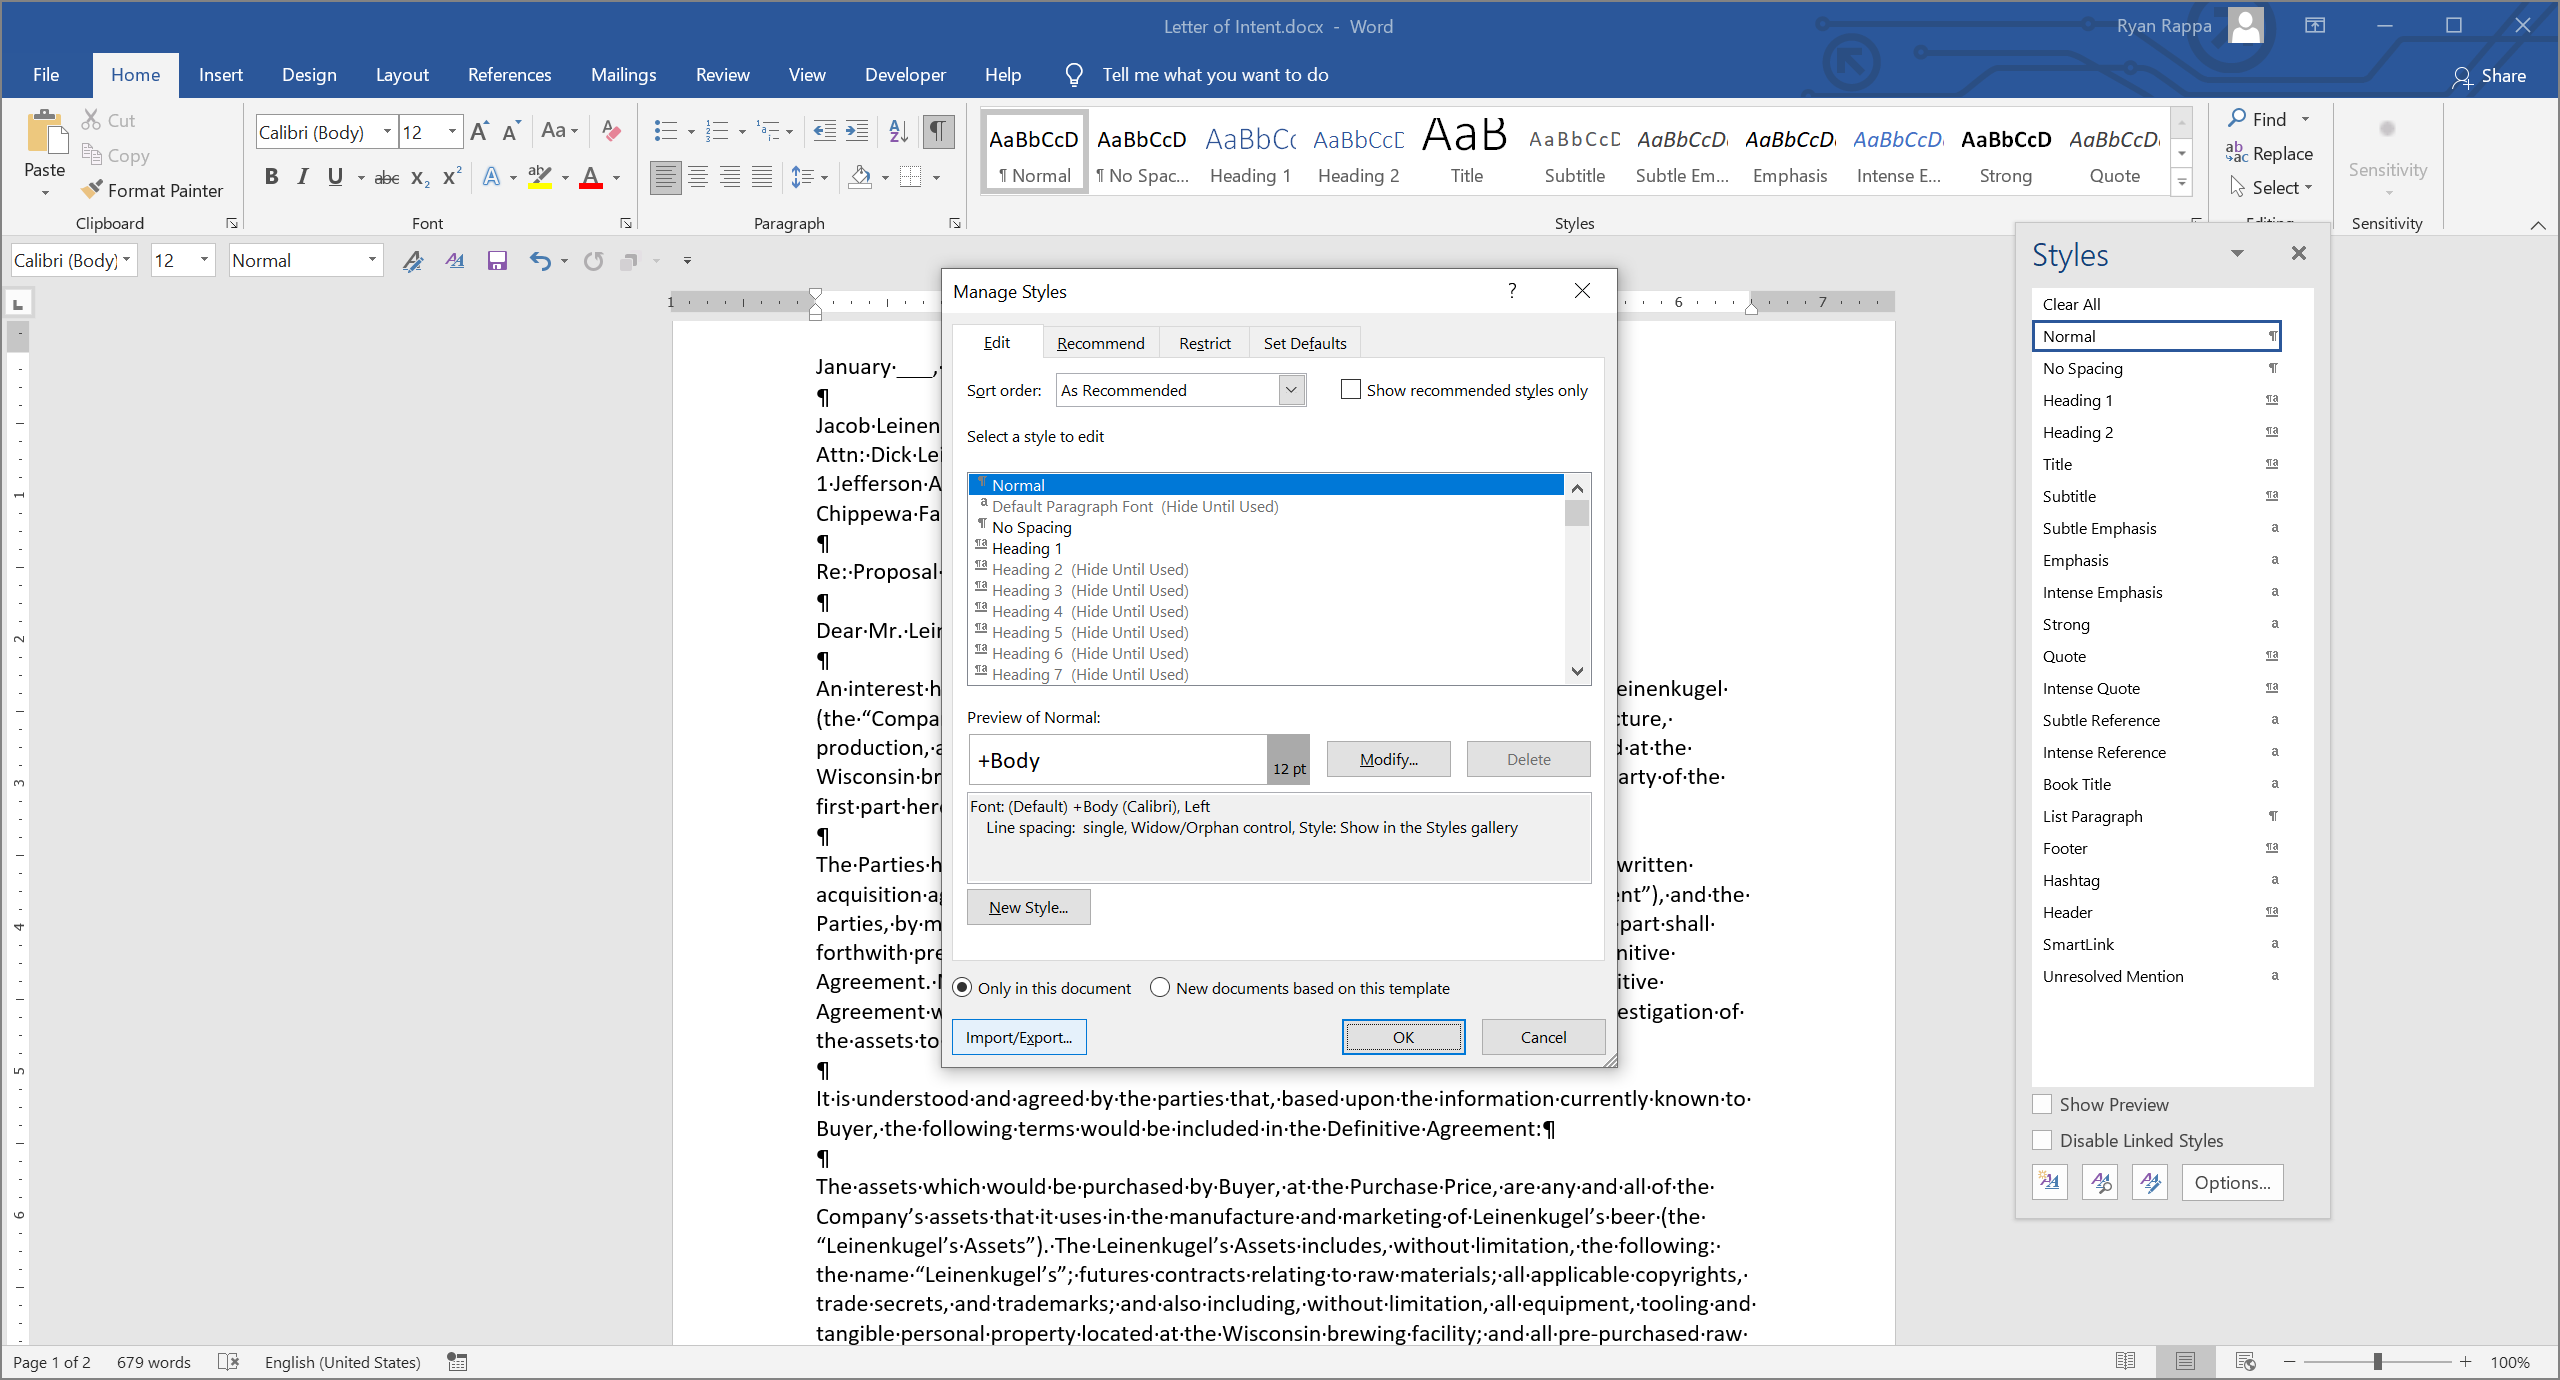 Letter of Intent.docx - Word
Ryan Rappa
File Home Insert Design Layout References Mailings Review View Developer Help Tell me what you want to do Share
Paste
Cut
Copy
Format Painter
Clipboard
Calibri (Body) 12 Aa
B I U abc x₂ x² A A
Font
Paragraph
AaBbCcD AaBbCcD AaBbCc AaBbCcD AaB AaBbCcD AaBbCcD AaBbCcD AaBbCcD AaBbCcD AaBbCcD
¶ Normal ¶ No Spac... Heading 1 Heading 2 Title Subtitle Subtle Em... Emphasis Intense E... Strong Quote
Styles
Find
Replace
Select
Sensitivity
Sensitivity
Calibri (Body) 12 Normal
1 6 7
January·___,·
¶
Jacob·Leinen
Attn:·Dick·Lei
1·Jefferson·A
Chippewa·Fa
¶
Re:·Proposal·
¶
Dear·Mr.·Lein
¶
An·interest·h einenkugel·
(the·“Compa cture,·
production,·a d·at·the·
Wisconsin·br arty·of·the·
first·part·here
¶
The·Parties·h written·
acquisition·ag ent”),·and·the·
Parties,·by·m part·shall·
forthwith·pre nitive·
Agreement.· itive·
Agreement·w estigation·of·
the·assets·to·
¶
It·is·understood·and·agreed·by·the·parties·that,·based·upon·the·information·currently·known·to·
Buyer,·the·following·terms·would·be·included·in·the·Definitive·Agreement:¶
¶
The·assets·which·would·be·purchased·by·Buyer,·at·the·Purchase·Price,·are·any·and·all·of·the·
Company’s·assets·that·it·uses·in·the·manufacture·and·marketing·of·Leinenkugel’s·beer·(the·
“Leinenkugel’s·Assets”).·The·Leinenkugel’s·Assets·includes,·without·limitation,·the·following:·
the·name·“Leinenkugel’s”;·futures·contracts·relating·to·raw·materials;·all·applicable·copyrights,·
trade·secrets,·and·trademarks;·and·also·including,·without·limitation,·all·equipment,·tooling·and·
tangible·personal·property·located·at·the·Wisconsin·brewing·facility;·and·all·pre-purchased·raw·
1
2
3
4
5
6
Manage Styles ?
Edit Recommend Restrict Set Defaults
Sort order: As Recommended Show recommended styles only
Select a style to edit
¶ Normal
a Default Paragraph Font (Hide Until Used)
¶ No Spacing
¶a Heading 1
¶a Heading 2 (Hide Until Used)
¶a Heading 3 (Hide Until Used)
¶a Heading 4 (Hide Until Used)
¶a Heading 5 (Hide Until Used)
¶a Heading 6 (Hide Until Used)
¶a Heading 7 (Hide Until Used)
Preview of Normal:
+Body 12 pt Modify... Delete
Font: (Default) +Body (Calibri), Left
Line spacing: single, Widow/Orphan control, Style: Show in the Styles gallery
New Style...
Only in this document New documents based on this template
Import/Export... OK Cancel
Styles
Clear All
Normal ¶
No Spacing ¶
Heading 1 ¶a
Heading 2 ¶a
Title ¶a
Subtitle ¶a
Subtle Emphasis a
Emphasis a
Intense Emphasis a
Strong a
Quote ¶a
Intense Quote ¶a
Subtle Reference a
Intense Reference a
Book Title a
List Paragraph ¶
Footer ¶a
Hashtag a
Header ¶a
SmartLink a
Unresolved Mention a
Show Preview
Disable Linked Styles
Options...
Page 1 of 2 679 words English (United States) 100%